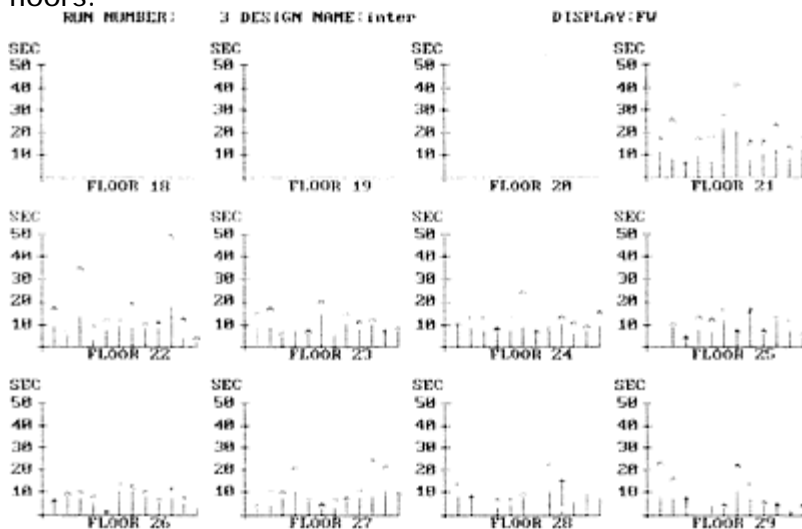 floors.
RUN NUMBER: 3 DESIGN NAME:inter DISPLAY:FW
SEC SEC SEC SEC
50 50 50 50
40 40 40 40
30 30 30 30
20 20 20 20
10 10 10 10
FLOOR 18 FLOOR 19 FLOOR 20 FLOOR 21
SEC SEC SEC SEC
50 50 50 50
40 40 40 40
30 30 30 30
20 20 20 20
10 10 10 10
FLOOR 22 FLOOR 23 FLOOR 24 FLOOR 25
SEC SEC SEC SEC
50 50 50 50
40 40 40 40
30 30 30 30
20 20 20 20
10 10 10 10
FLOOR 26 FLOOR 27 FLOOR 28 FLOOR 29